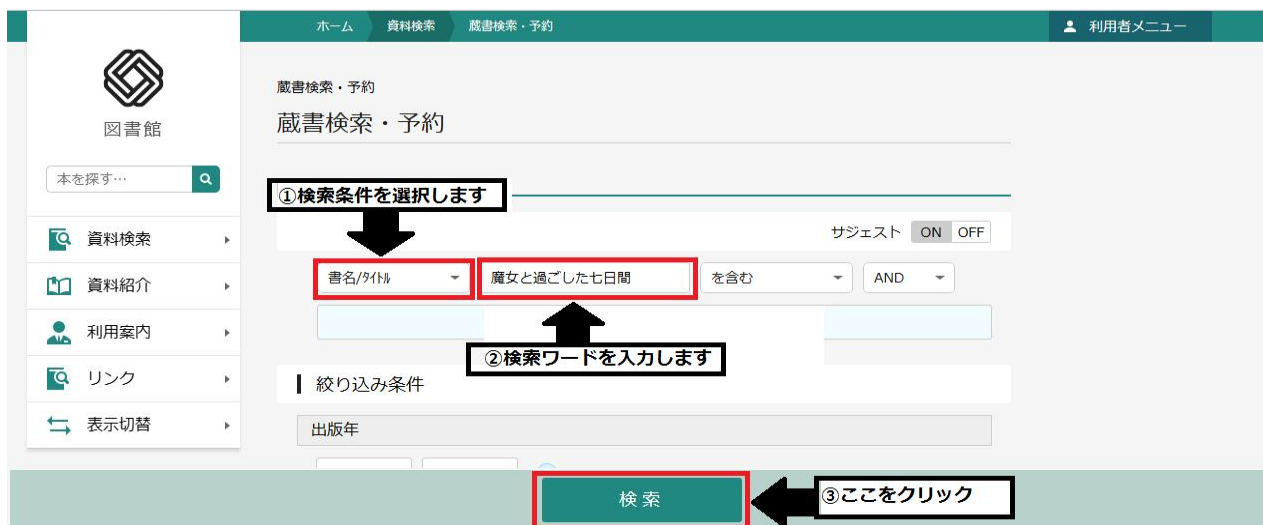 ホーム 資料検索 蔵書検索・予約 利用者メニュー
図書館
本を探す…
資料検索
資料紹介
利用案内
リンク
表示切替
蔵書検索・予約
蔵書検索・予約
①検索条件を選択します
サジェスト ON OFF
書名/タイトル 魔女と過ごした七日間 を含む AND
②検索ワードを入力します
絞り込み条件
出版年
検索
③ここをクリック